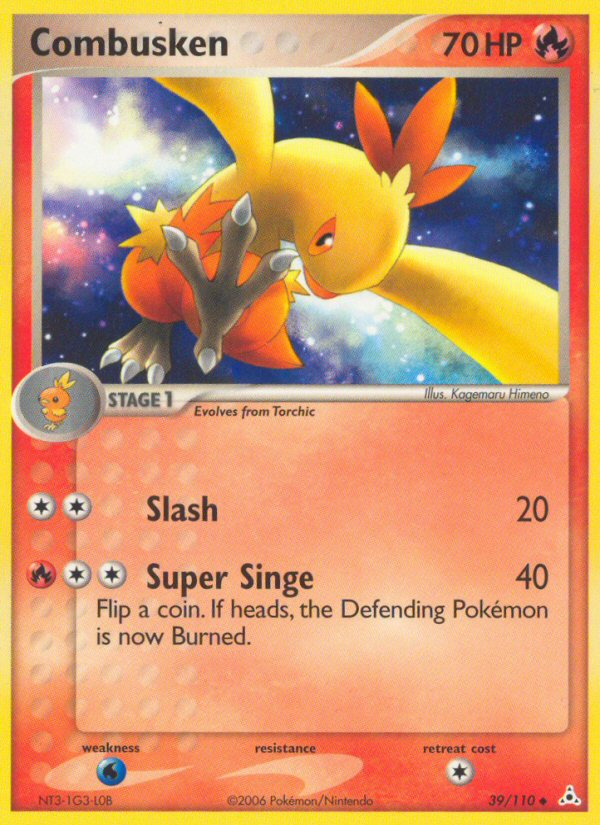 Combusken 70 HP
Illus. Kagemaru Himeno
STAGE 1
Evolves from Torchic
Slash 20
Super Singe 40
Flip a coin. If heads, the Defending Pokémon
is now Burned.
weakness resistance retreat cost
NT3-1G3-L0B ©2006 Pokémon/Nintendo 39/110